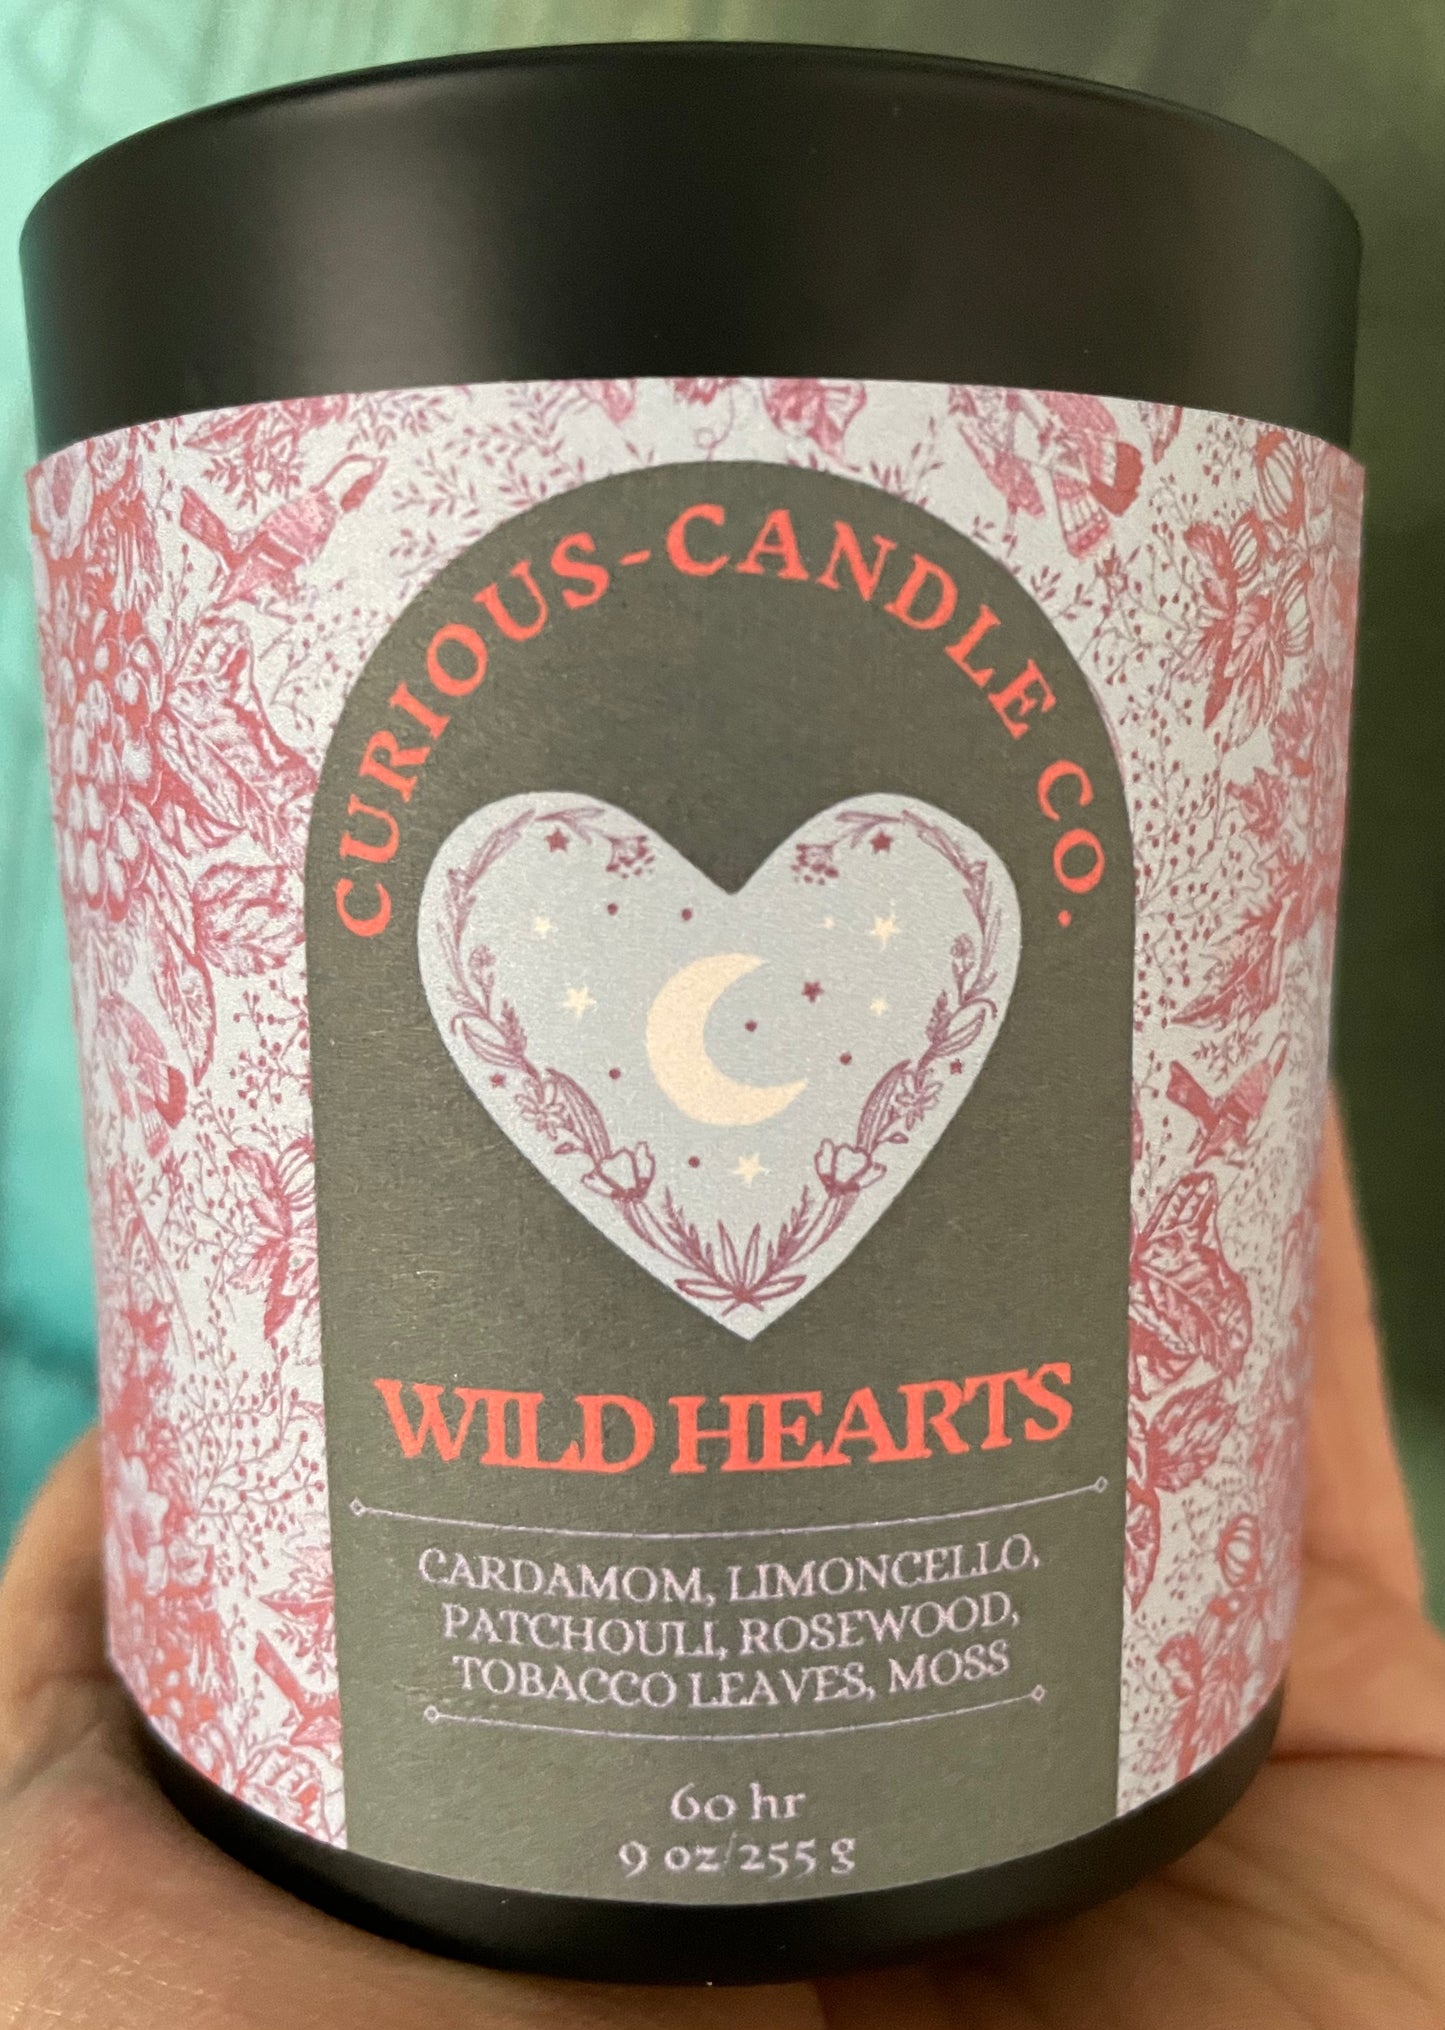 CURIOUS-CANDLE CO.
WILD HEARTS
CARDAMOM, LIMONCELLO,
PATCHOULI, ROSEWOOD,
TOBACCO LEAVES, MOSS
60 hr
9 oz/255 g